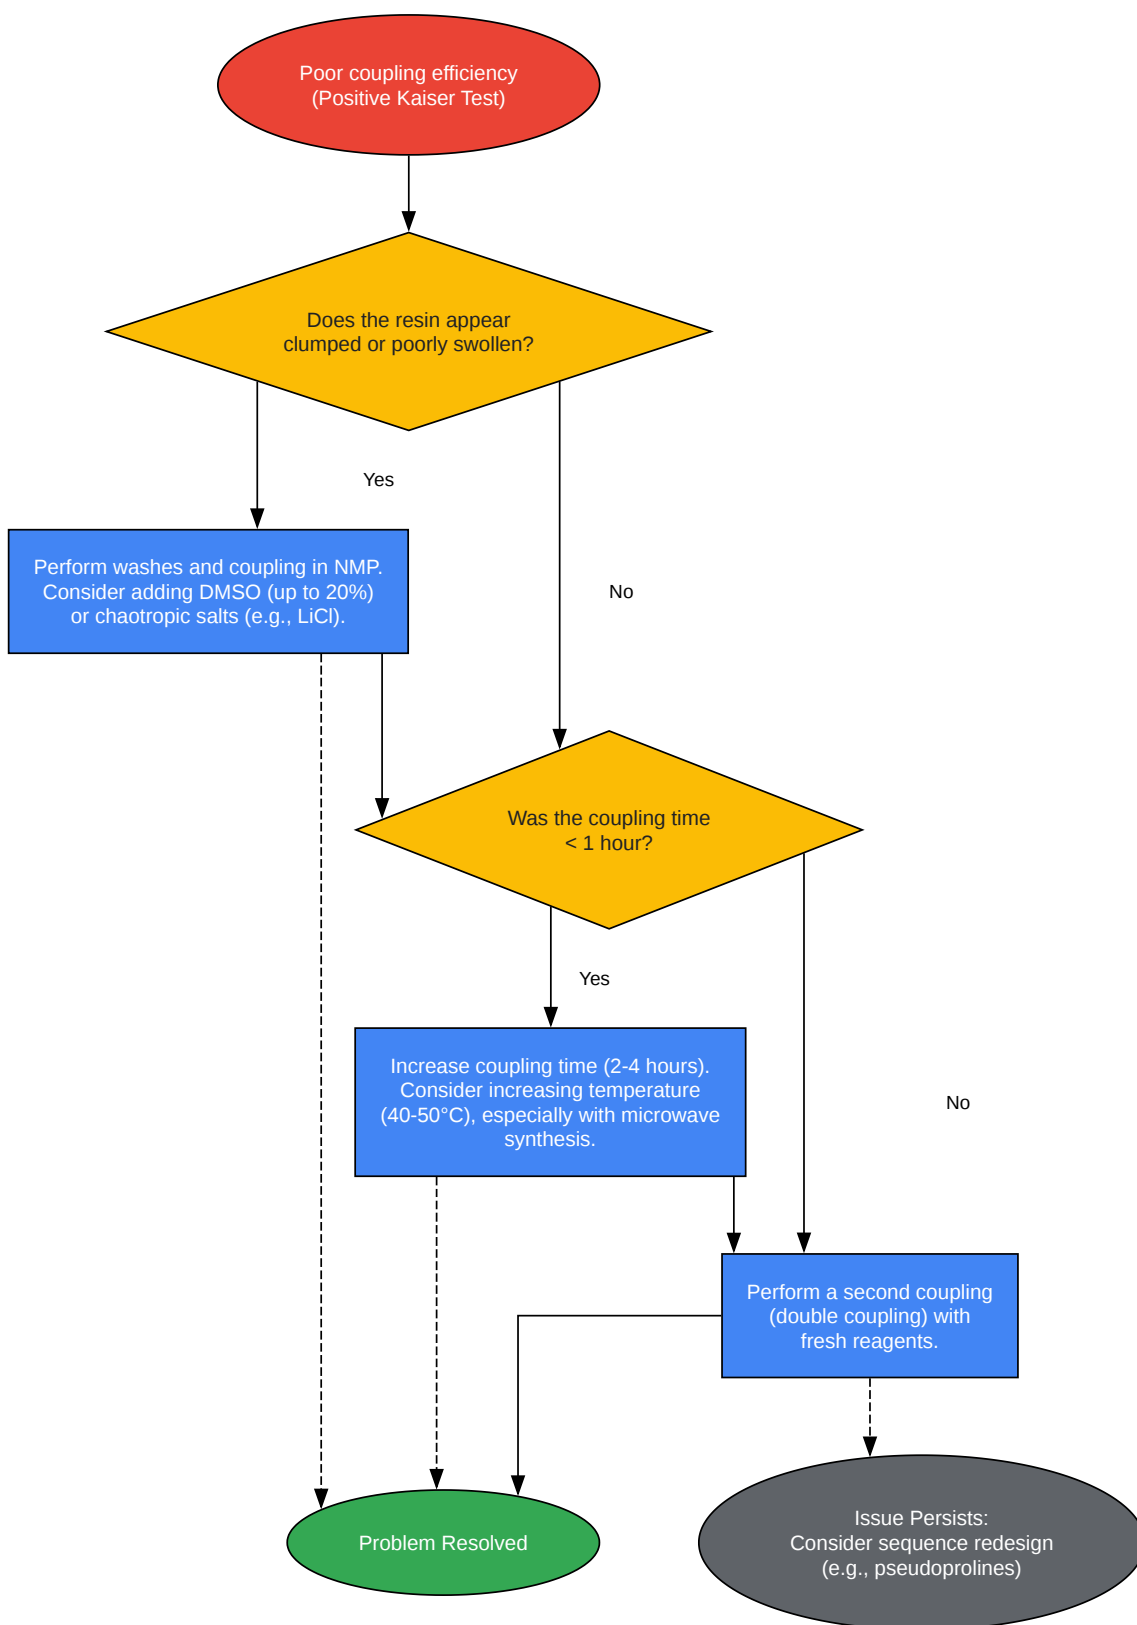 Poor coupling efficiency
(Positive Kaiser Test)
Does the resin appear
clumped or poorly swollen?
Yes
Perform washes and coupling in NMP.
Consider adding DMSO (up to 20%)
or chaotropic salts (e.g., LiCl).
No
Was the coupling time
< 1 hour?
Yes
Increase coupling time (2-4 hours).
Consider increasing temperature
(40-50°C), especially with microwave
synthesis.
No
Perform a second coupling
(double coupling) with
fresh reagents.
Problem Resolved
Issue Persists:
Consider sequence redesign
(e.g., pseudoprolines)